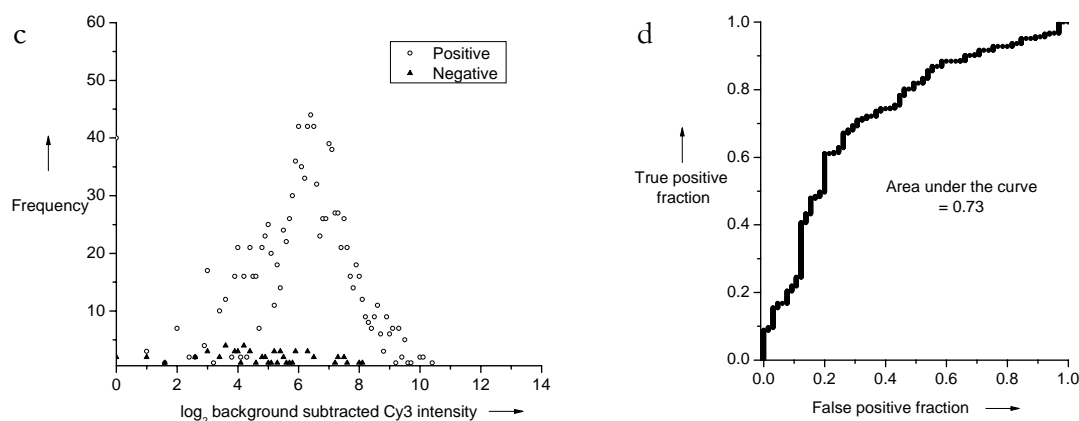 c
60
50
40
30
20
10
Frequency
Positive
Negative
0
2
4
6
8
10
12
14
log2 background subtracted Cy3 intensity
d
1.0
0.8
0.6
0.4
0.2
0.0
True positive
fraction
Area under the curve
= 0.73
0.0
0.2
0.4
0.6
0.8
1.0
False positive fraction